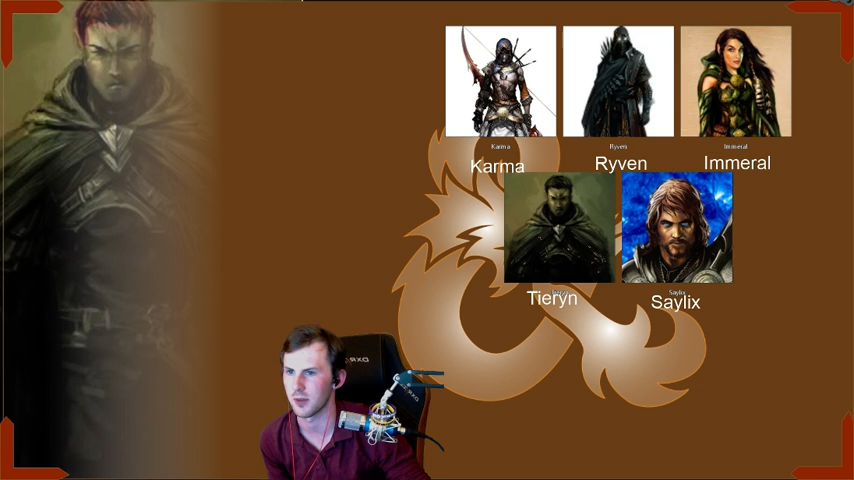 Karma
Ryven
Immeral
Karma
Ryven
Immeral
Tieryn
Saylix
Saylix